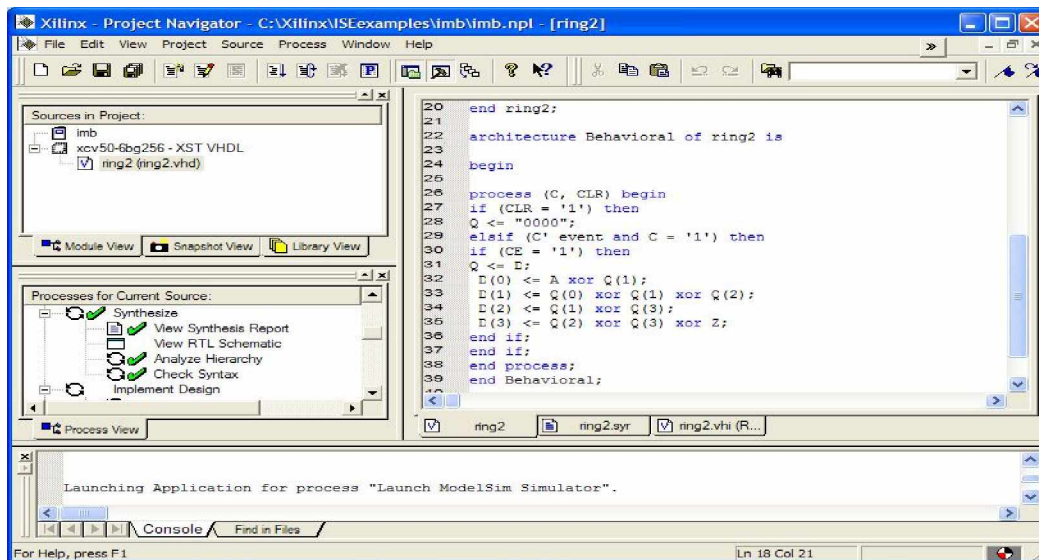 Xilinx - Project Navigator - C:\Xilinx\ISEexamples\imb\imb.npl - [ring2]
File Edit View Project Source Process Window Help
»
Sources in Project:
imb
xcv50-6bg256 - XST VHDL
ring2 (ring2.vhd)
Module View Snapshot View Library View
Processes for Current Source:
Synthesize
View Synthesis Report
View RTL Schematic
Analyze Hierarchy
Check Syntax
Implement Design
Process View
20 end ring2;
21
22 architecture Behavioral of ring2 is
23
24 begin
25
26 process (C, CLR) begin
27 if (CLR = '1') then
28 Q <= "0000";
29 elsif (C' event and C = '1') then
30 if (CE = '1') then
31 Q <= D;
32 D(0) <= A xor Q(1);
33 D(1) <= Q(0) xor Q(1) xor Q(2);
34 D(2) <= Q(1) xor Q(3);
35 D(3) <= Q(2) xor Q(3) xor Z;
36 end if;
37 end if;
38 end process;
39 end Behavioral;
ring2 ring2.syr ring2.vhi (R...
Launching Application for process "Launch ModelSim Simulator".
Console Find in Files
For Help, press F1
Ln 18 Col 21